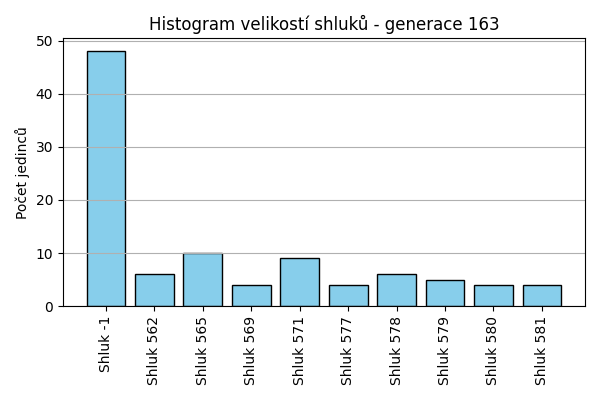 Histogram velikostí shluků - generace 163
Počet jedinců
50
40
30
20
10
0
Shluk -1
Shluk 562
Shluk 565
Shluk 569
Shluk 571
Shluk 577
Shluk 578
Shluk 579
Shluk 580
Shluk 581